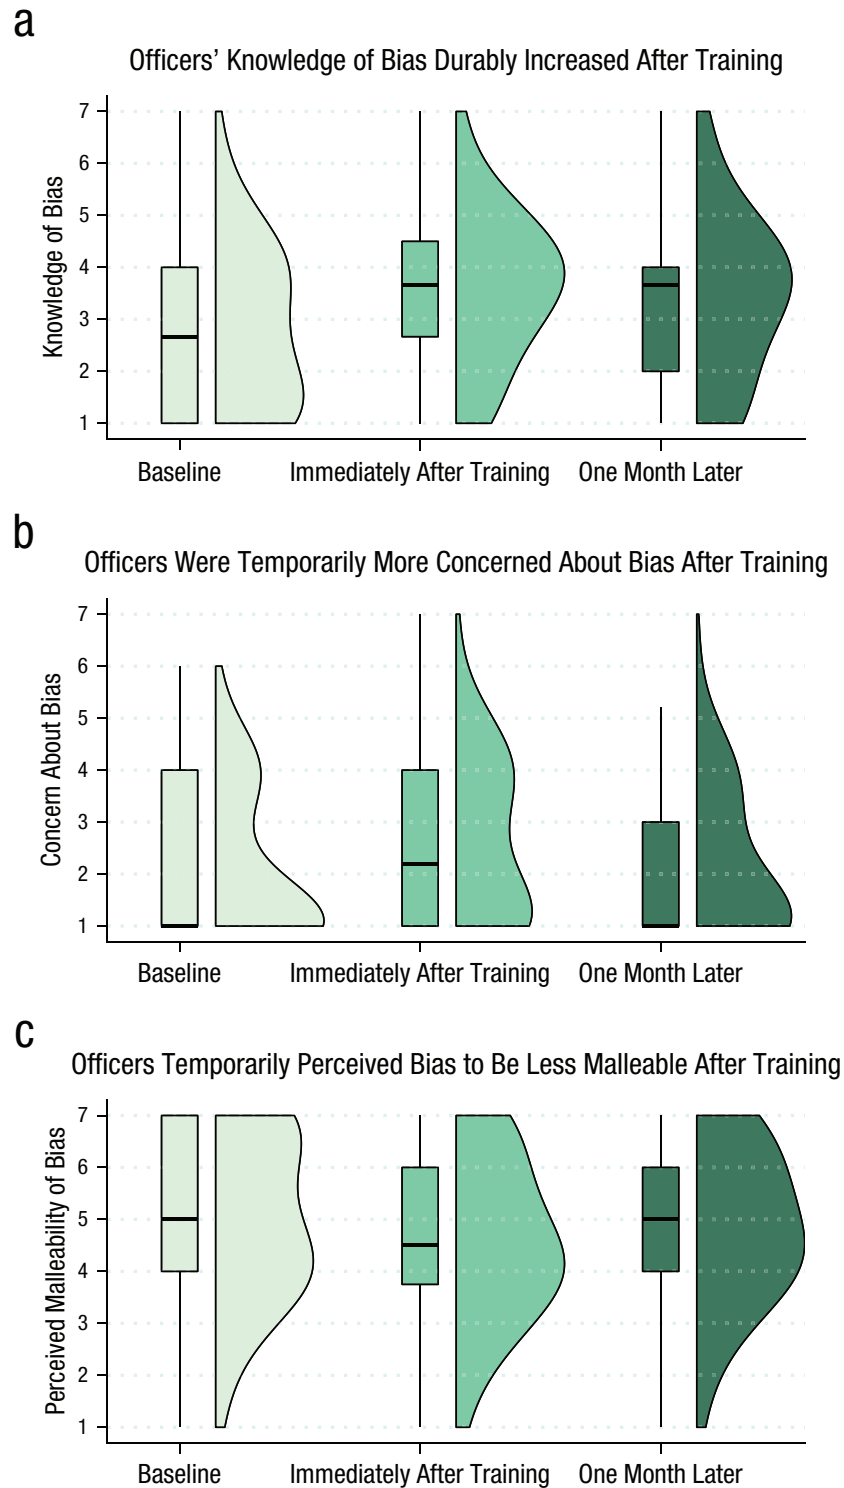 a
Officers’ Knowledge of Bias Durably Increased After Training
Knowledge of Bias
7
6
5
4
3
2
1
Baseline
Immediately After Training
One Month Later
b
Officers Were Temporarily More Concerned About Bias After Training
Concern About Bias
7
6
5
4
3
2
1
Baseline
Immediately After Training
One Month Later
c
Officers Temporarily Perceived Bias to Be Less Malleable After Training
Perceived Malleability of Bias
7
6
5
4
3
2
1
Baseline
Immediately After Training
One Month Later